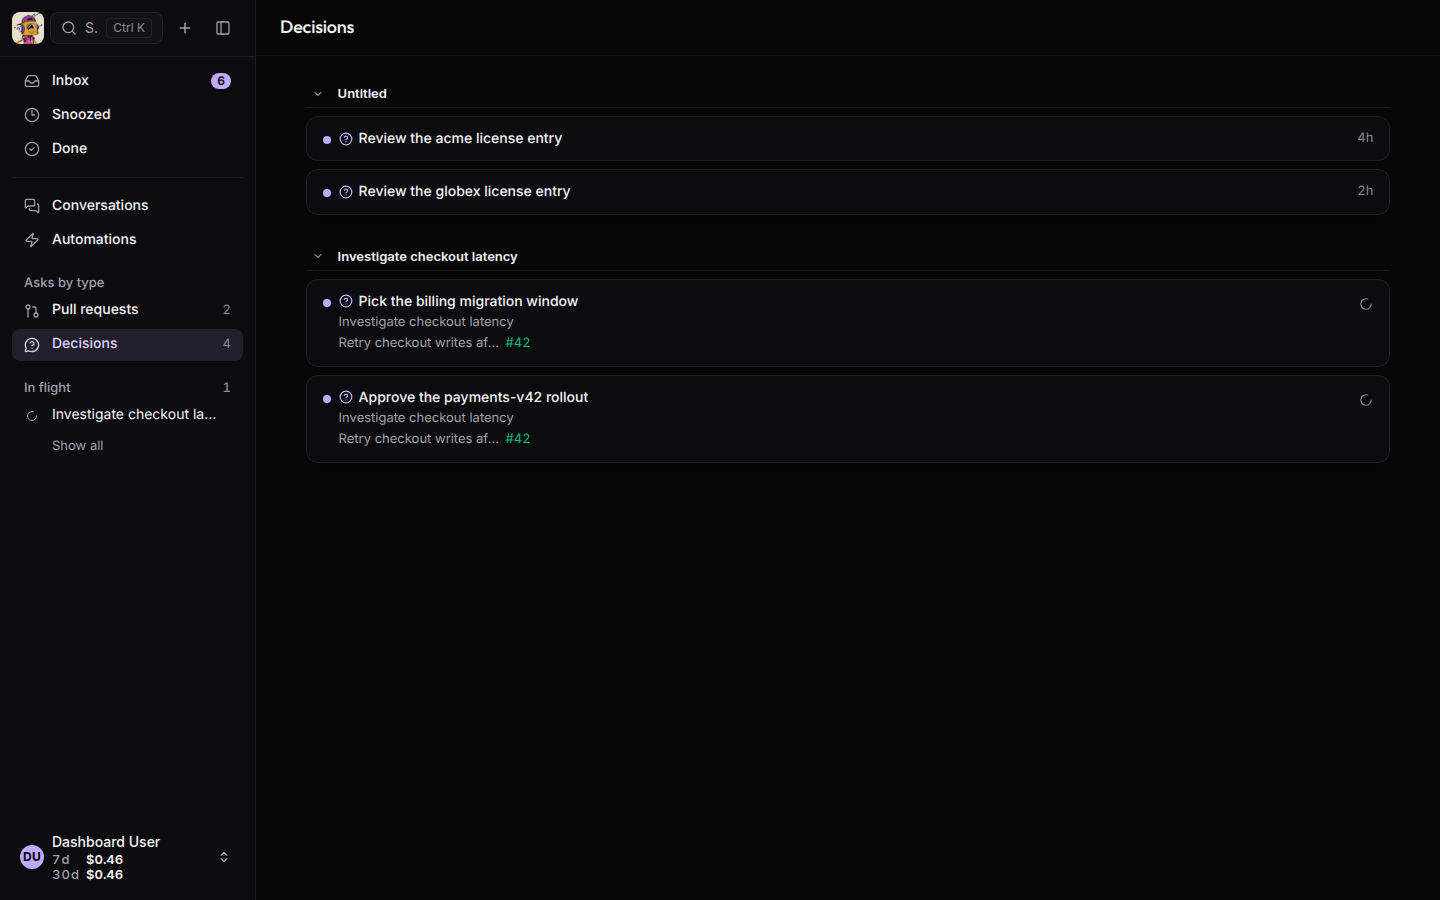 S. Ctrl K
Inbox 6
Snoozed
Done
Conversations
Automations
Asks by type
Pull requests 2
Decisions 4
In flight 1
Investigate checkout la...
Show all
DU
Dashboard User
7d $0.46
30d $0.46
Decisions
Untitled
Review the acme license entry 4h
Review the globex license entry 2h
Investigate checkout latency
Pick the billing migration window
Investigate checkout latency
Retry checkout writes af... #42
Approve the payments-v42 rollout
Investigate checkout latency
Retry checkout writes af... #42